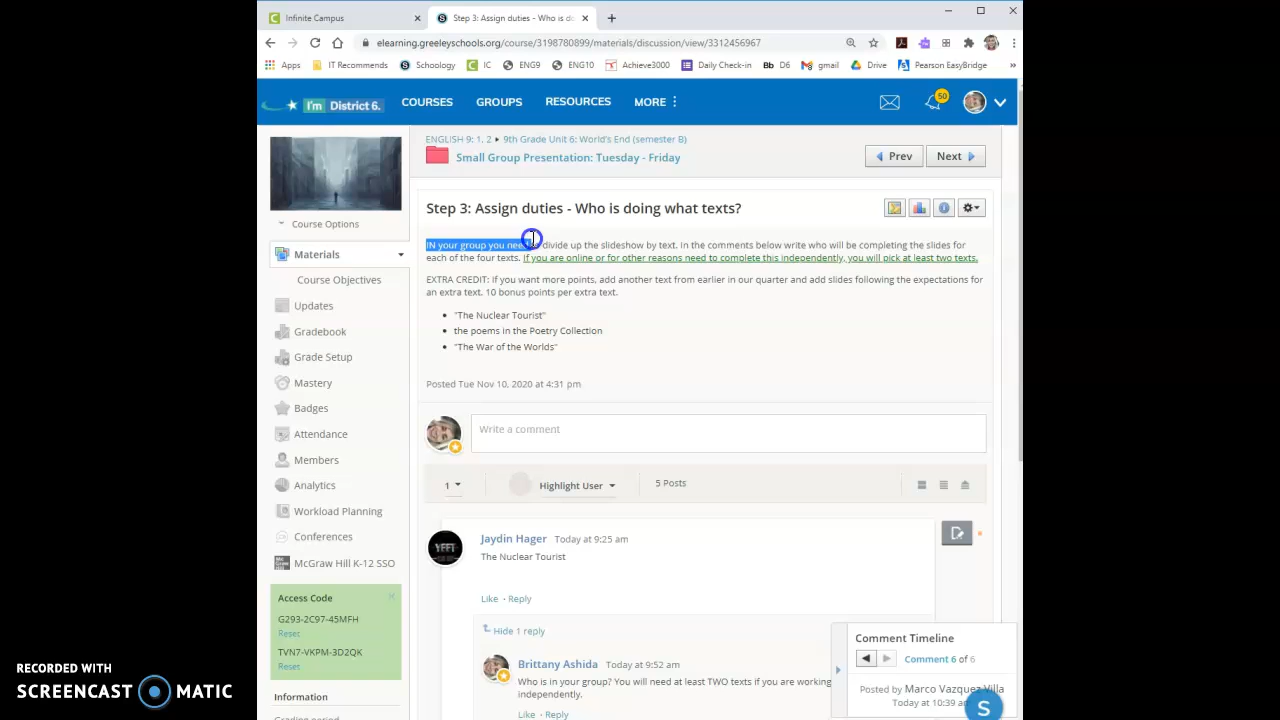 Infinite Campus
Step 3: Assign duties - Who is do
elearning.greeleyschools.org/course/3198780899/materials/discussion/view/3312456967
Apps IT Recommends Schoology IC ENG9 ENG10 Achieve3000 Daily Check-in Bb D6 gmail Drive Pearson EasyBridge »
I'm District 6. COURSES GROUPS RESOURCES MORE 50
ENGLISH 9: 1, 2 ▸ 9th Grade Unit 6: World's End (semester B)
Small Group Presentation: Tuesday - Friday
Prev Next
Step 3: Assign duties - Who is doing what texts?
IN your group you need divide up the slideshow by text. In the comments below write who will be completing the slides for
each of the four texts. If you are online or for other reasons need to complete this independently, you will pick at least two texts.
EXTRA CREDIT: if you want more points, add another text from earlier in our quarter and add slides following the expectations for
an extra text. 10 bonus points per extra text.
• "The Nuclear Tourist"
• the poems in the Poetry Collection
• "The War of the Worlds"
Posted Tue Nov 10, 2020 at 4:31 pm
Write a comment
1 Highlight User 5 Posts
Jaydin Hager Today at 9:25 am
YEET
The Nuclear Tourist
Like · Reply
Hide 1 reply
Brittany Ashida Today at 9:52 am
Who is in your group? You will need at least TWO texts if you are working
independently.
Like · Reply
Comment Timeline
Comment 6 of 6
Posted by Marco Vazquez Villa
Today at 10:39 am
S
Course Options
Materials
Course Objectives
Updates
Gradebook
Grade Setup
Mastery
Badges
Attendance
Members
Analytics
Workload Planning
Conferences
McGraw Hill K-12 SSO
Access Code
G293-2C97-45MFH
Reset
TVN7-VKPM-3D2QK
Reset
Information
Grading period
RECORDED WITH
SCREENCAST MATIC